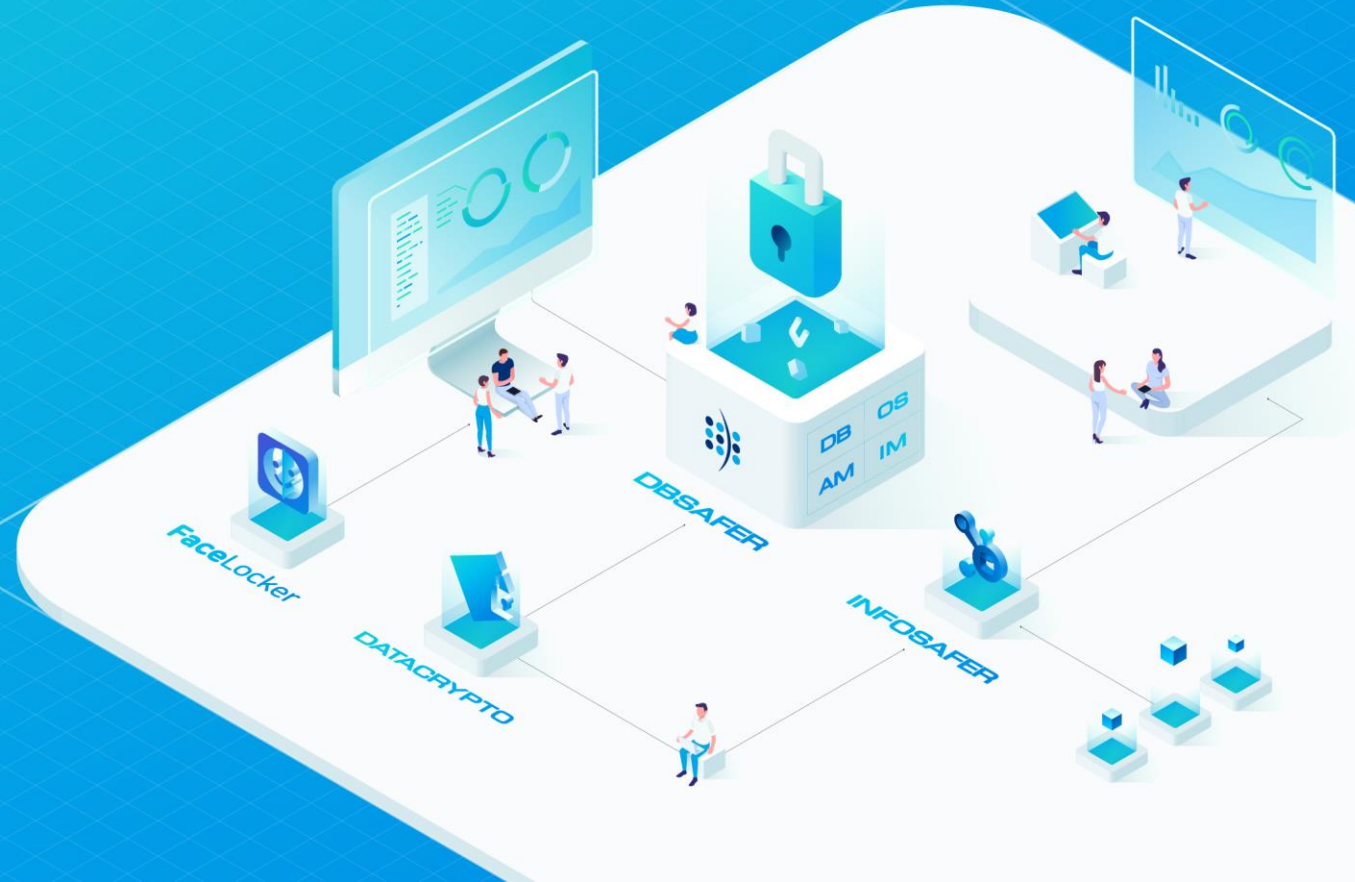 DB OS
AM IM
DBSAFER
FaceLocker
DATACRYPTO
INFOSAFER